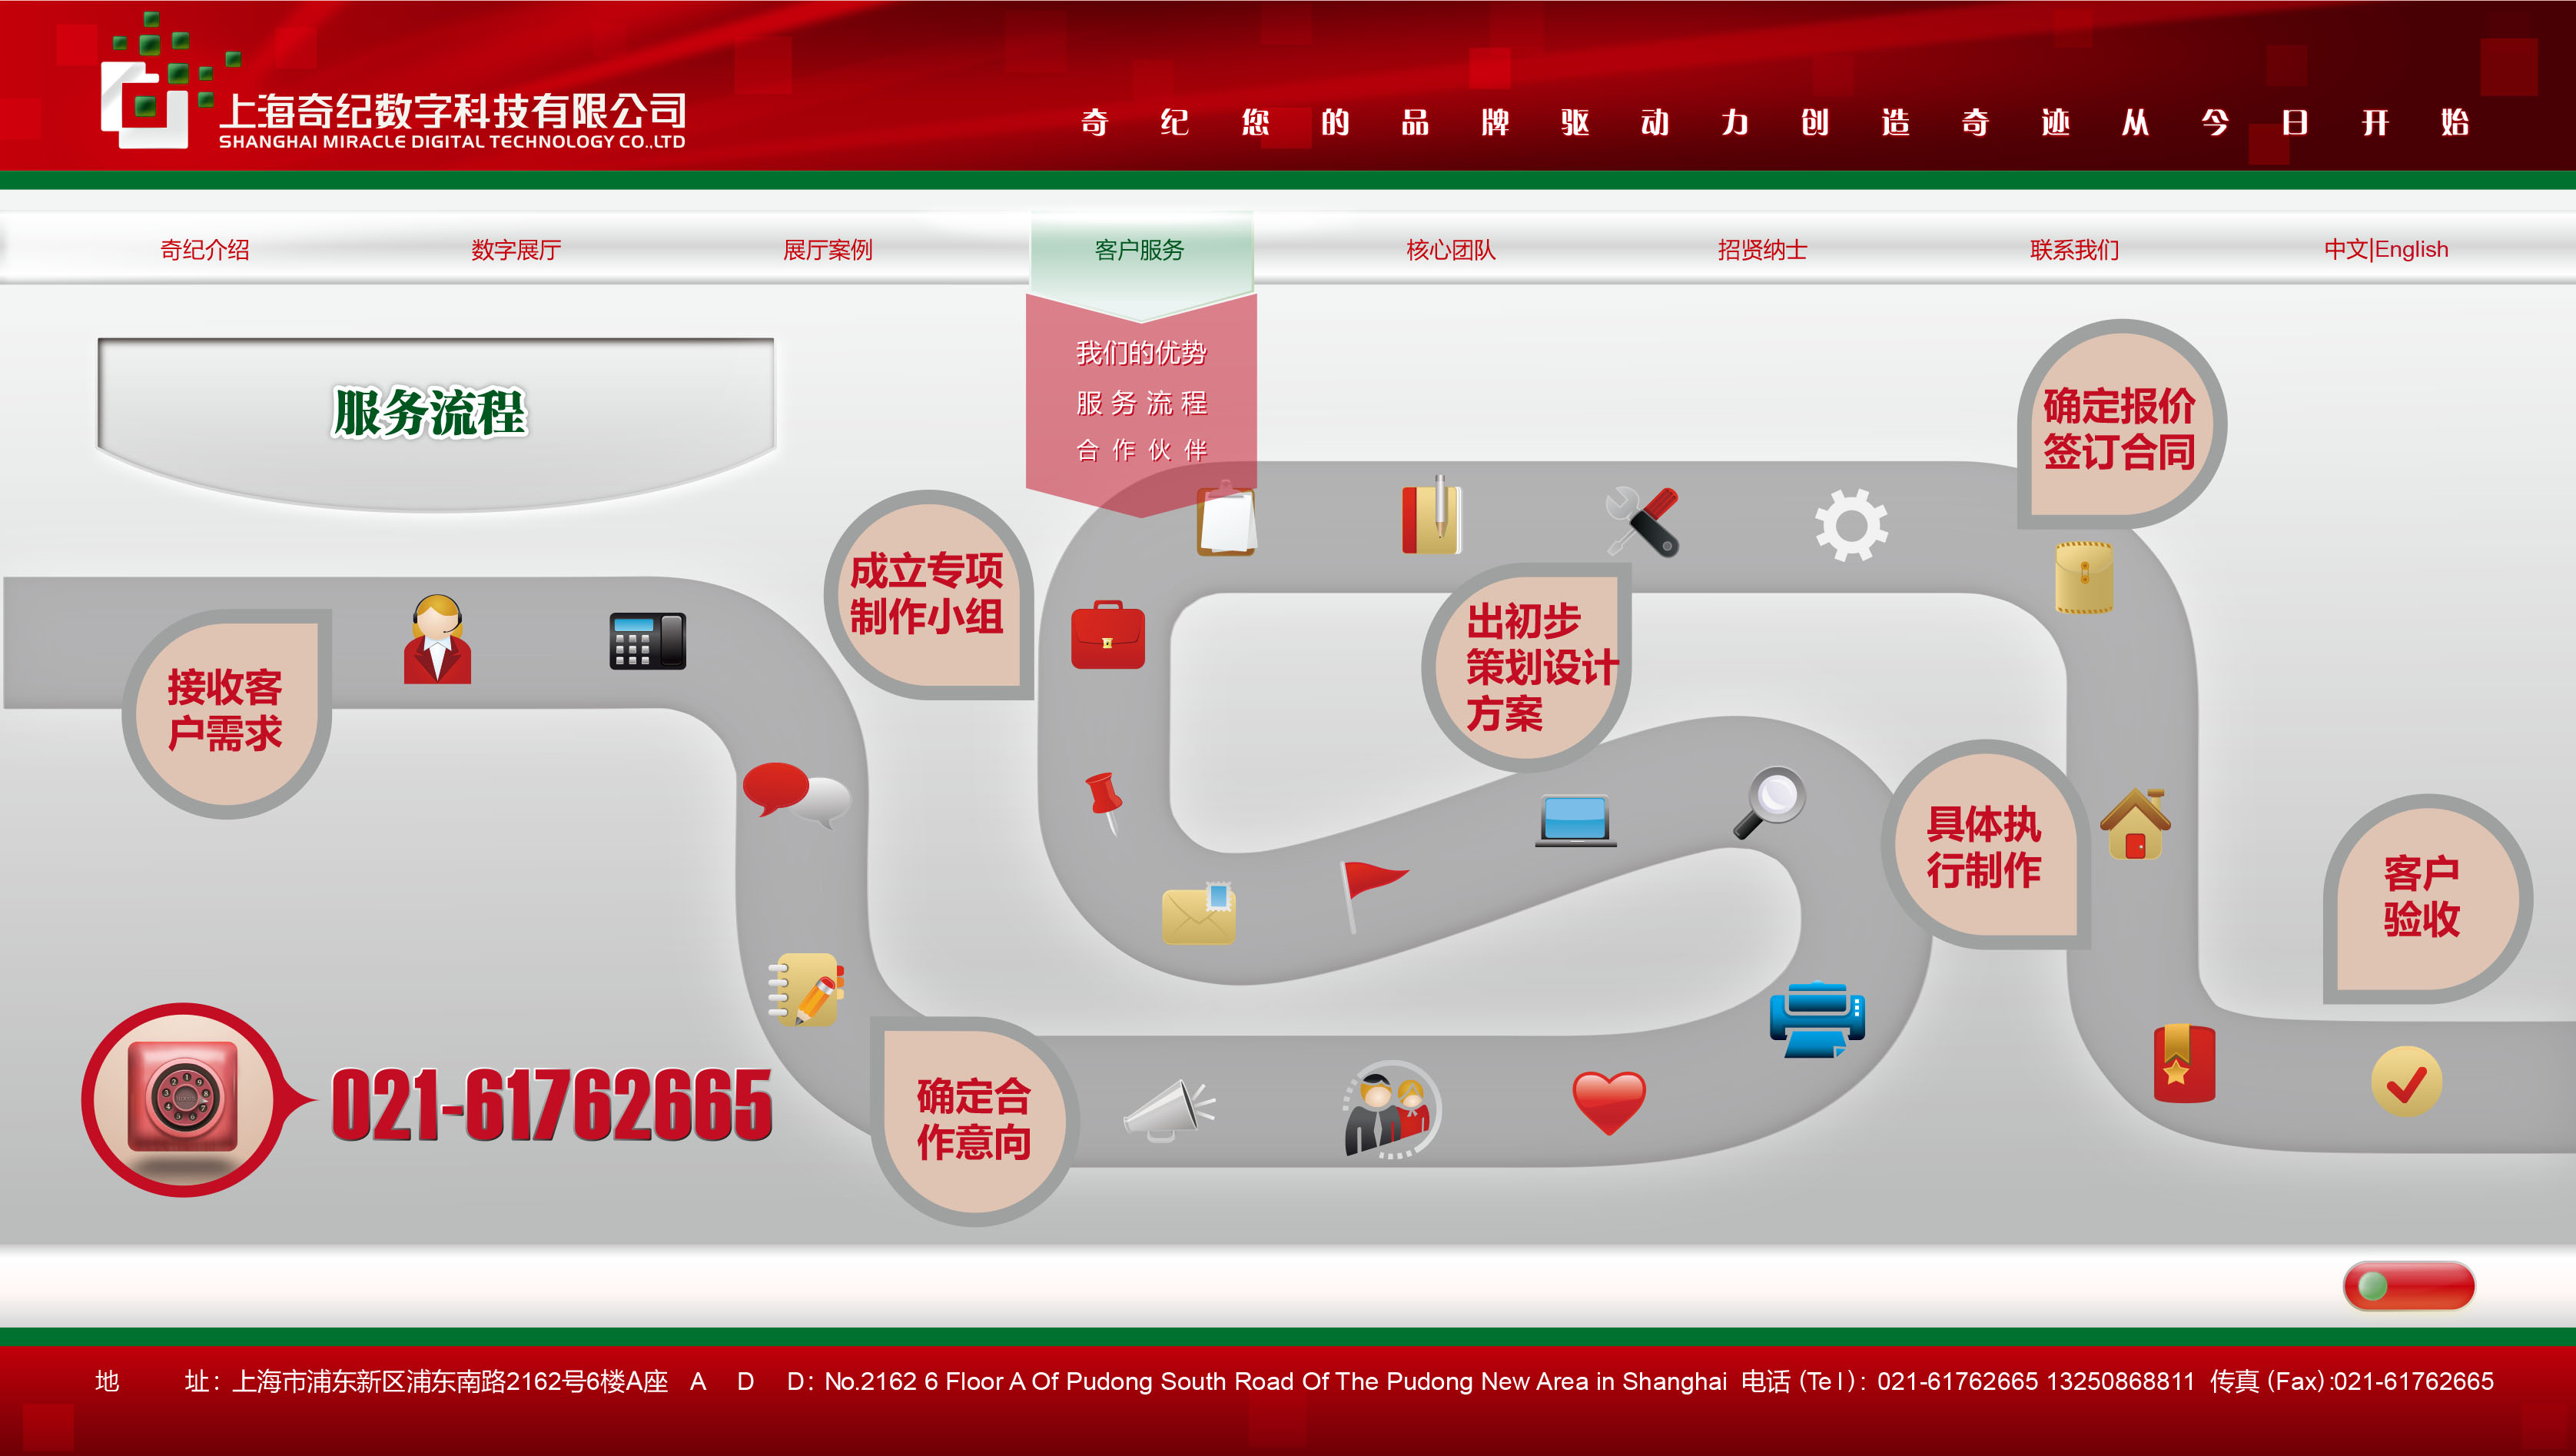 上海奇纪数字科技有限公司
SHANGHAI MIRACLE DIGITAL TECHNOLOGY CO.,LTD
奇纪您的品牌驱动力创造奇迹从今日开始
奇纪介绍
数字展厅
展厅案例
客户服务
核心团队
招贤纳士
联系我们
中文|English
我们的优势
服务流程
合作伙伴
服务流程
接收客
户需求
成立专项
制作小组
出初步
策划设计
方案
确定报价
签订合同
具体执
行制作
客户
验收
确定合
作意向
021-61762665
地 址：上海市浦东新区浦东南路2162号6楼A座 A D D：No.2162 6 Floor A Of Pudong South Road Of The Pudong New Area in Shanghai 电话（Tel）：021-61762665 13250868811 传真（Fax）:021-61762665